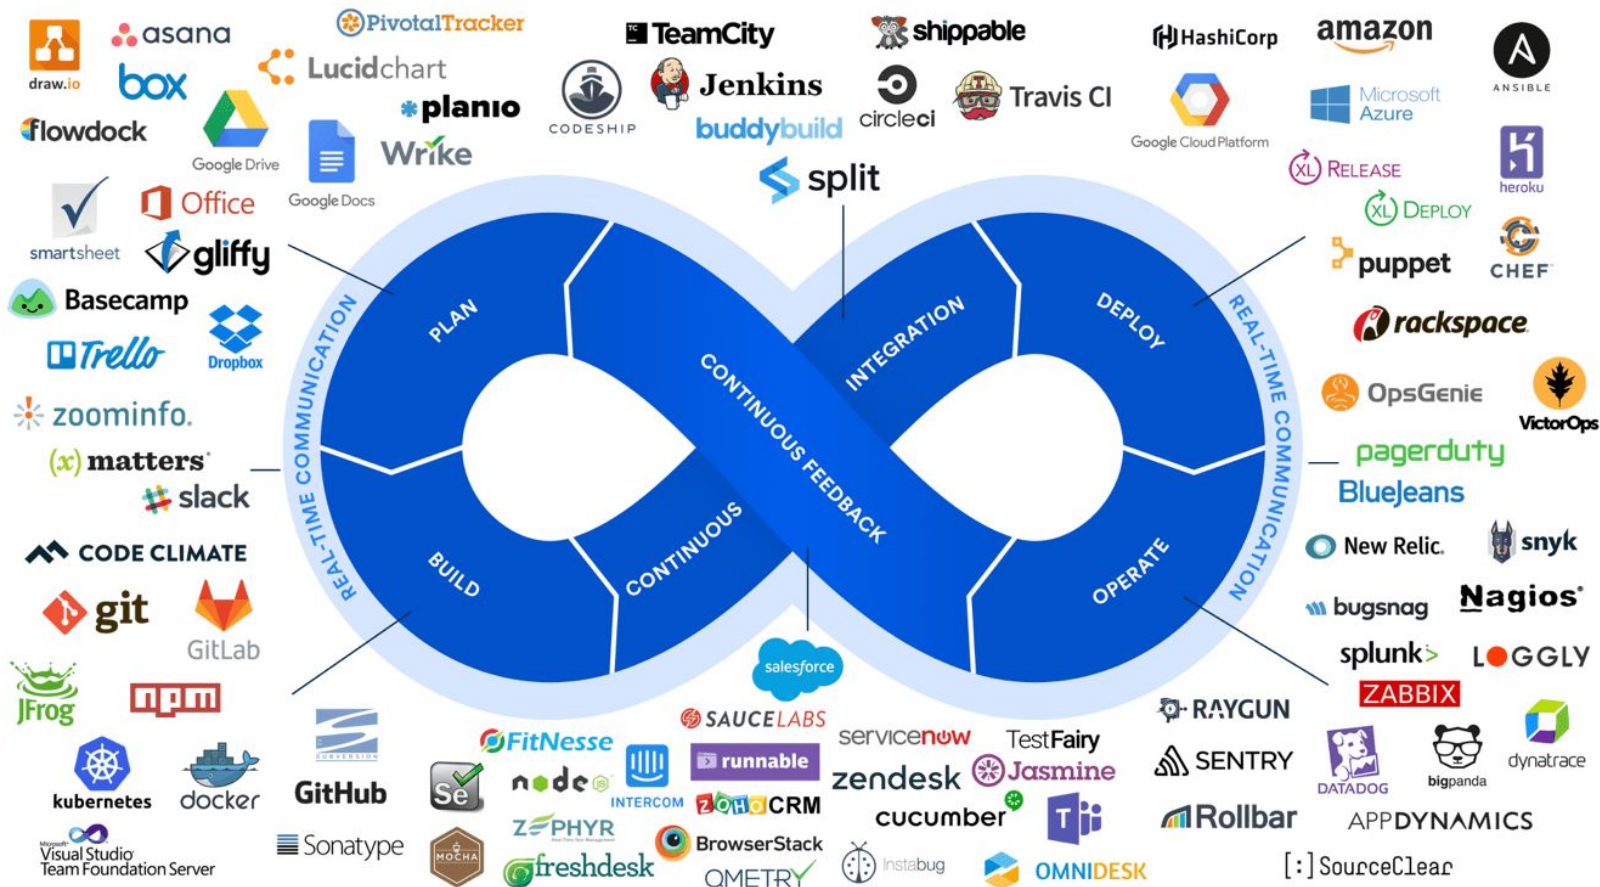 draw.io
asana
box
PivotalTracker
Lucidchart
planio
flowdock
Google Drive
Google Docs
Wrike
smartsheet
Office
gliffy
Basecamp
Trello
Dropbox
TC
TeamCity
shippable
CODESHIP
Jenkins
circleci
Travis CI
buddybuild
split
HashiCorp
amazon
ANSIBLE
Google Cloud Platform
Microsoft
Azure
XL RELEASE
heroku
XL DEPLOY
puppet
CHEF
rackspace
PLAN
CONTINUOUS FEEDBACK
INTEGRATION
DEPLOY
BUILD
CONTINUOUS
OPERATE
REAL-TIME COMMUNICATION
REAL-TIME COMMUNICATION
zoominfo.
(x) matters
slack
OpsGenie
VictorOps
pagerduty
BlueJeans
CODE CLIMATE
git
GitLab
JFrog
npm
kubernetes
docker
SUBVERSION
GitHub
Microsoft
Visual Studio
Team Foundation Server
Sonatype
salesforce
SAUCELABS
FitNesse
Se
node
JS
INTERCOM
runnable
ZOHO CRM
MOCHA
ZEPHYR
BrowserStack
freshdesk
QMETRY
servicenow
TestFairy
zendesk
Jasmine
cucumber
T
Instabug
OMNIDESK
New Relic.
snyk
bugsnag
Nagios®
splunk>
LOGGLY
ZABBIX
RAYGUN
SENTRY
DATADOG
bigpanda
dynatrace
Rollbar
APPDYNAMICS
[:] SourceClear